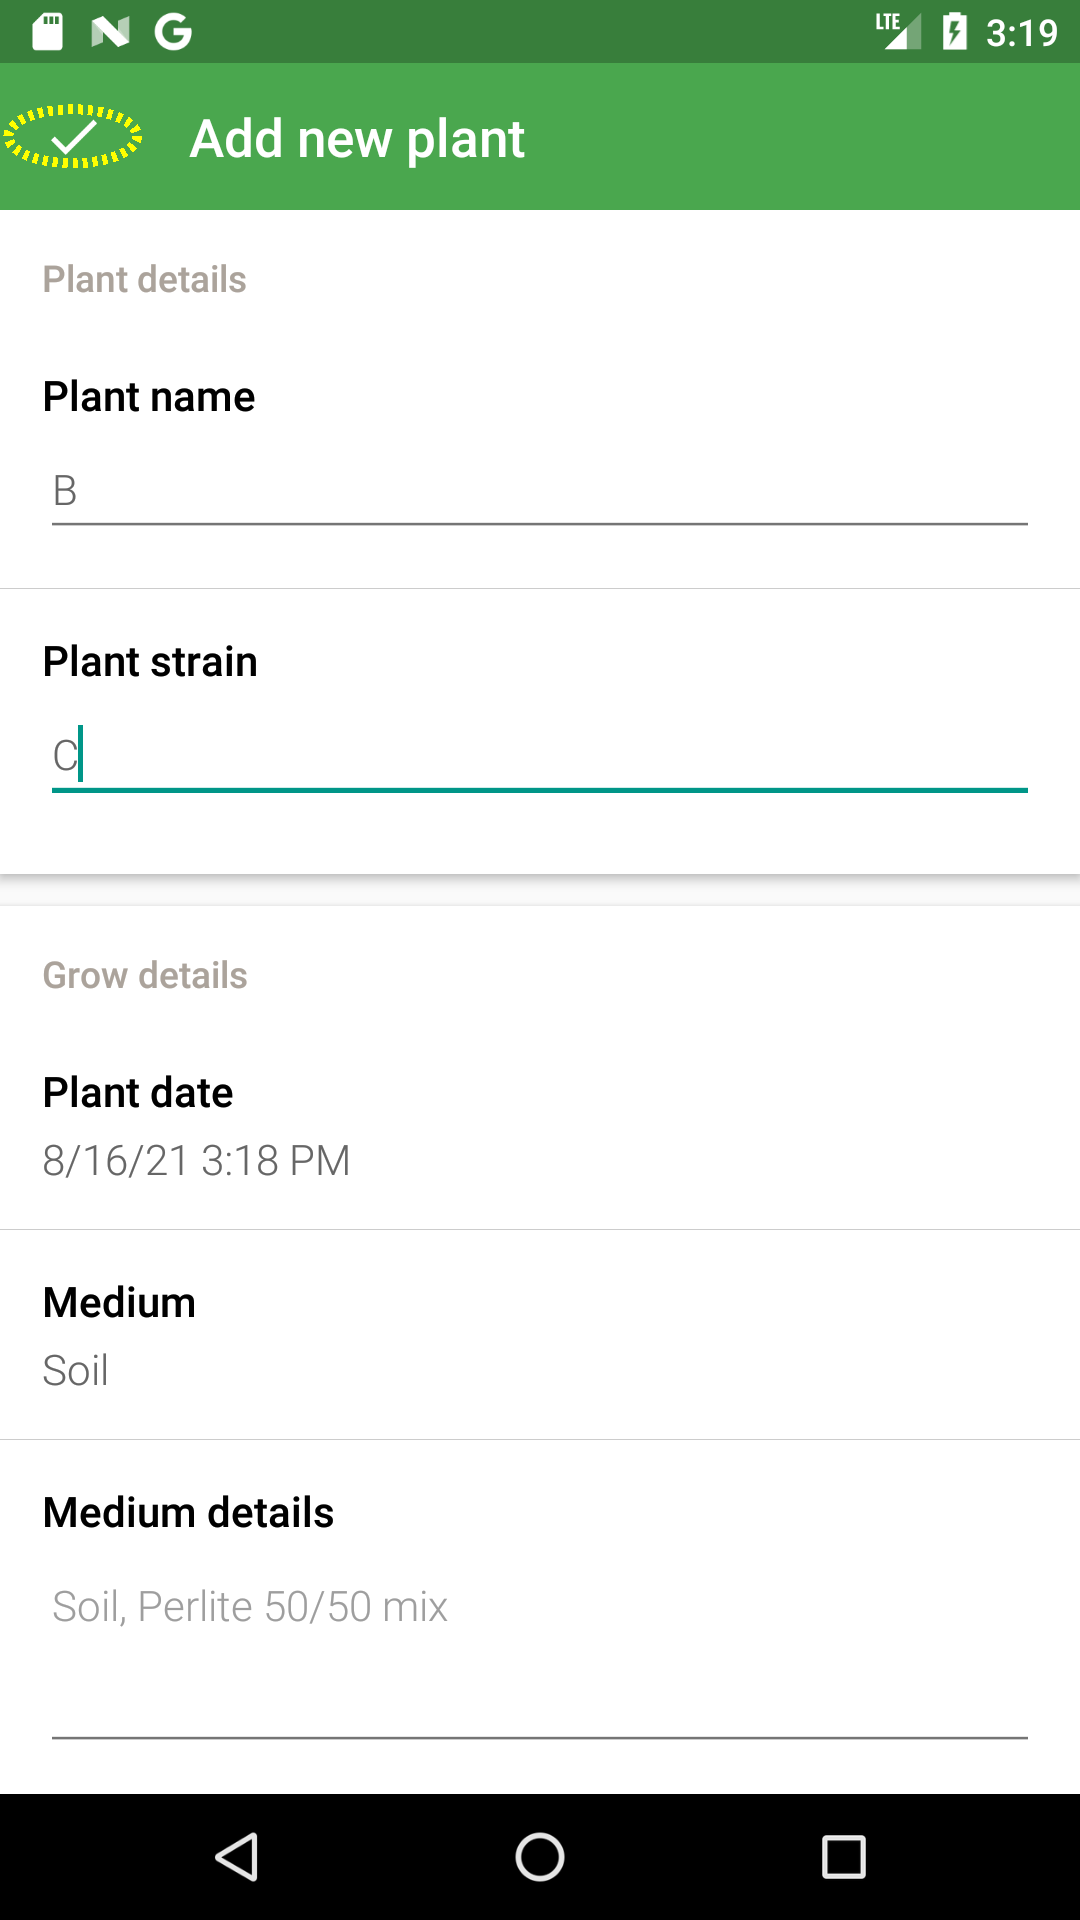 LTE 3:19
Add new plant
Plant details
Plant name
B
Plant strain
C
Grow details
Plant date
8/16/21 3:18 PM
Medium
Soil
Medium details
Soil, Perlite 50/50 mix